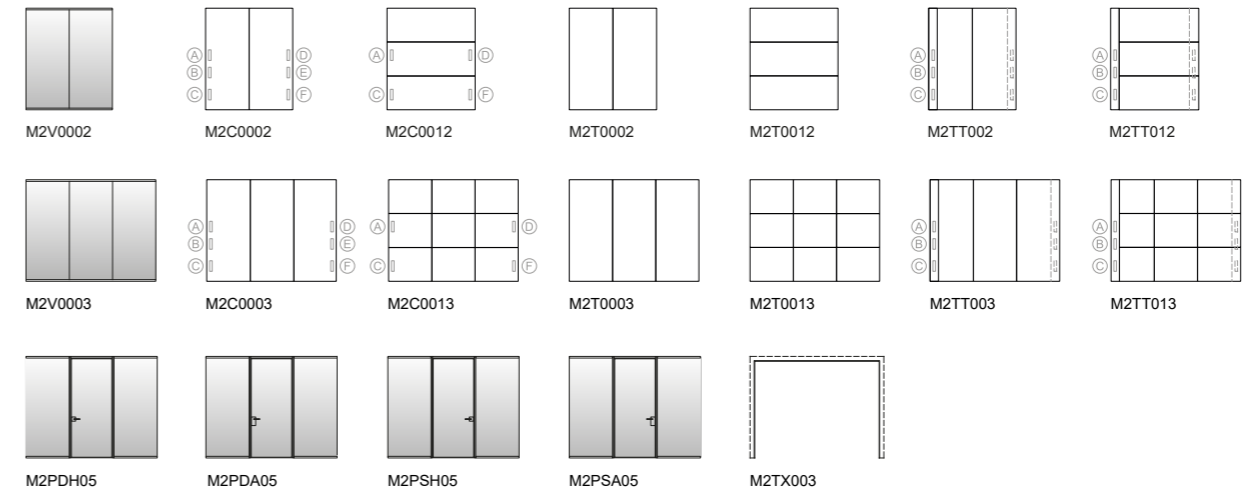 A D A D A A
B E B B
C F C F C C
M2V0002 M2C0002 M2C0012 M2T0002 M2T0012 M2TT002 M2TT012
A D A D A A
B E B B
C F C F C C
M2V0003 M2C0003 M2C0013 M2T0003 M2T0013 M2TT003 M2TT013
M2PDH05 M2PDA05 M2PSH05 M2PSA05 M2TX003